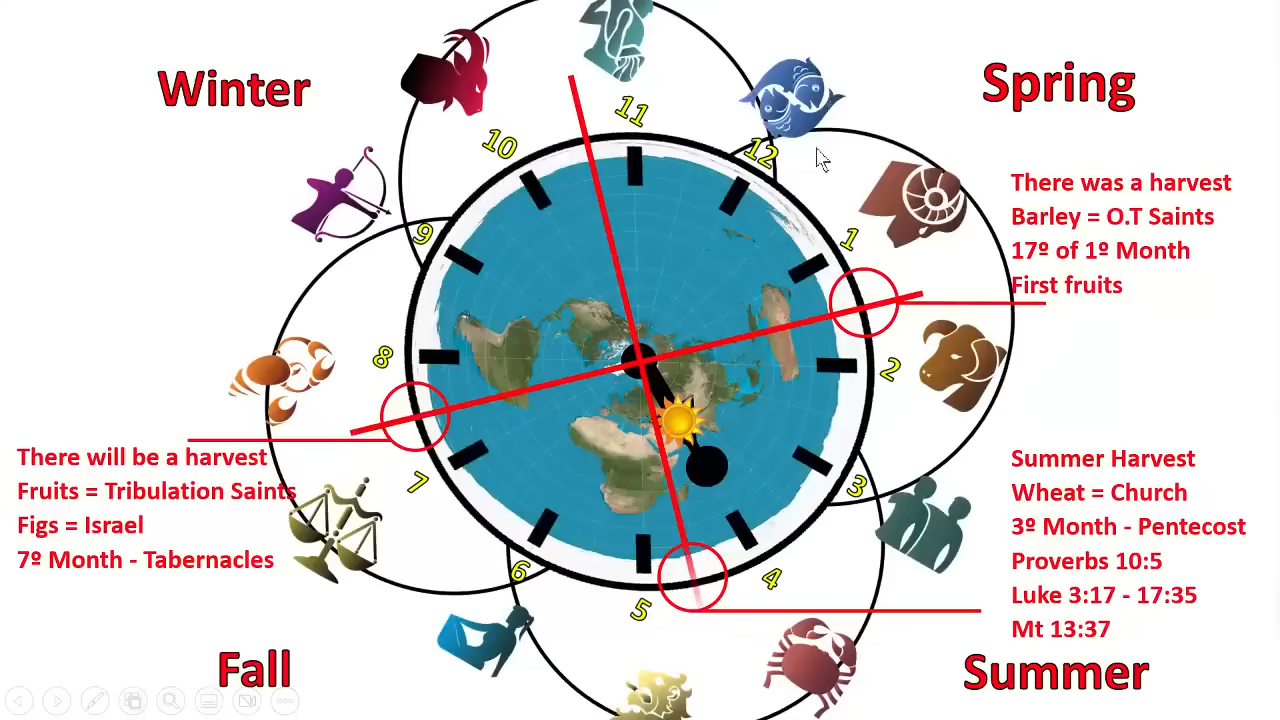 Winter
Spring
11
10
12
9
1
8
2
7
3
6
4
5
There was a harvest
Barley = O.T Saints
17º of 1º Month
First fruits
There will be a harvest
Fruits = Tribulation Saints
Figs = Israel
7º Month - Tabernacles
Summer Harvest
Wheat = Church
3º Month - Pentecost
Proverbs 10:5
Luke 3:17 - 17:35
Mt 13:37
Fall
Summer